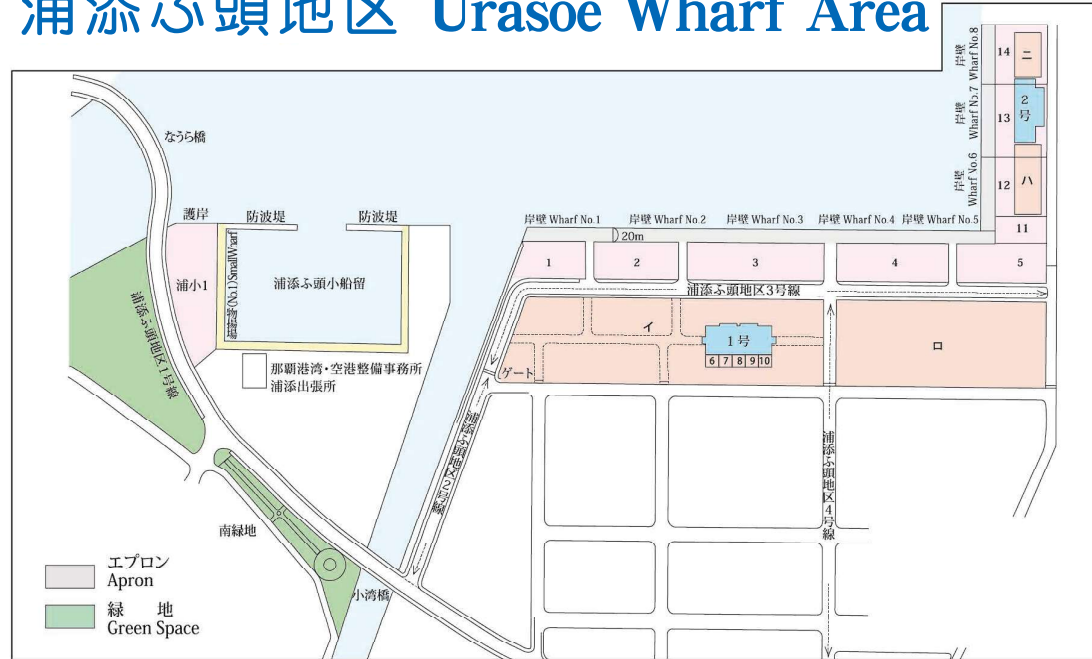 浦添ふ頭地区 Urasoe Wharf Area
なうら橋
護岸
防波堤
防波堤
浦小1
物揚場(No.1)Small Wharf
浦添ふ頭小船留
那覇港湾・空港整備事務所
浦添出張所
浦添ふ頭地区1号線
南緑地
小湾橋
浦添ふ頭地区2号線
岸壁 Wharf No.1
岸壁 Wharf No.2
岸壁 Wharf No.3
岸壁 Wharf No.4
岸壁 Wharf No.5
岸壁
Wharf No.6
岸壁
Wharf No.7
岸壁
Wharf No.8
20m
1
2
3
4
5
11
12
13
14
ニ
2号
ハ
浦添ふ頭地区3号線
イ
1号
6 7 8 9 10
ロ
ゲート
浦添ふ頭地区4号線
エプロン
Apron
緑 地
Green Space